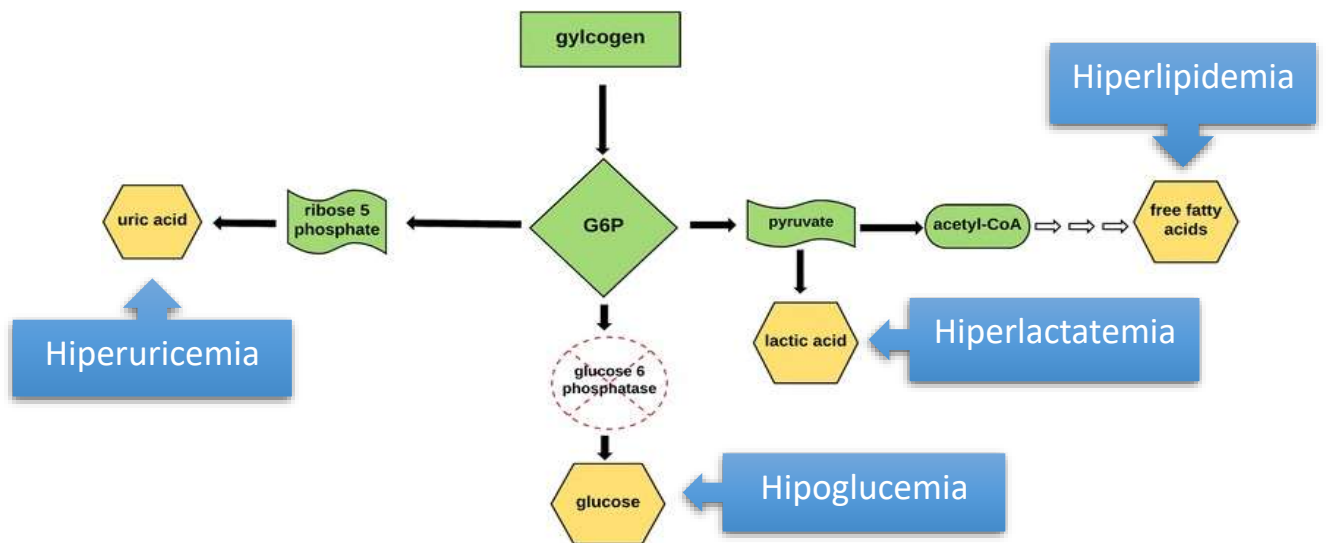 gylcogen
Hiperlipidemia
uric acid
ribose 5
phosphate
G6P
pyruvate
acetyl-CoA
free fatty
acids
Hiperuricemia
lactic acid
Hiperlactatemia
glucose 6
phosphatase
glucose
Hipoglucemia